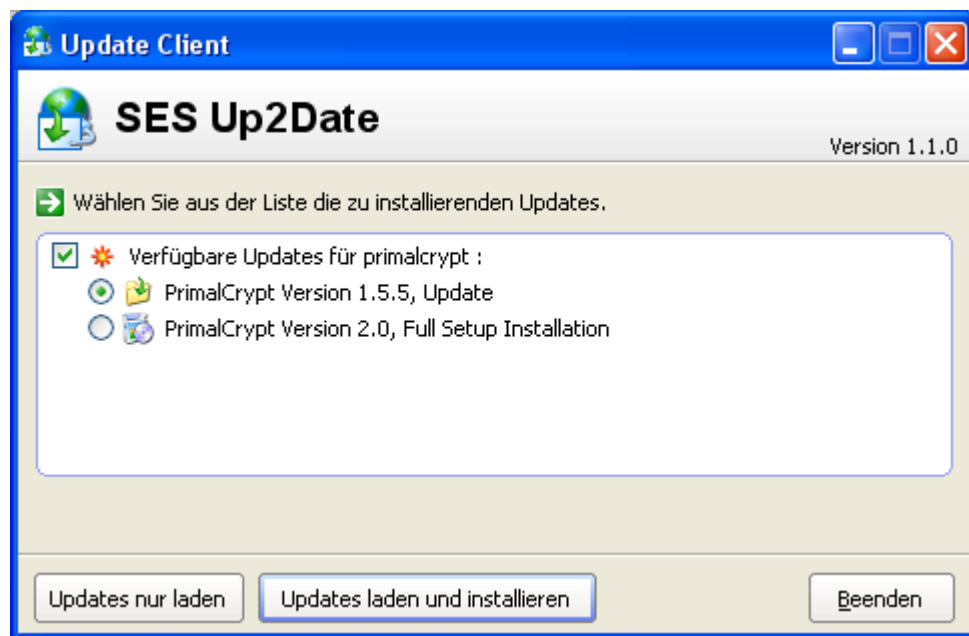 Update Client
SES Up2Date
Version 1.1.0
Wählen Sie aus der Liste die zu installierenden Updates.
Verfügbare Updates für primalcrypt :
PrimalCrypt Version 1.5.5, Update
PrimalCrypt Version 2.0, Full Setup Installation
Updates nur laden
Updates laden und installieren
Beenden